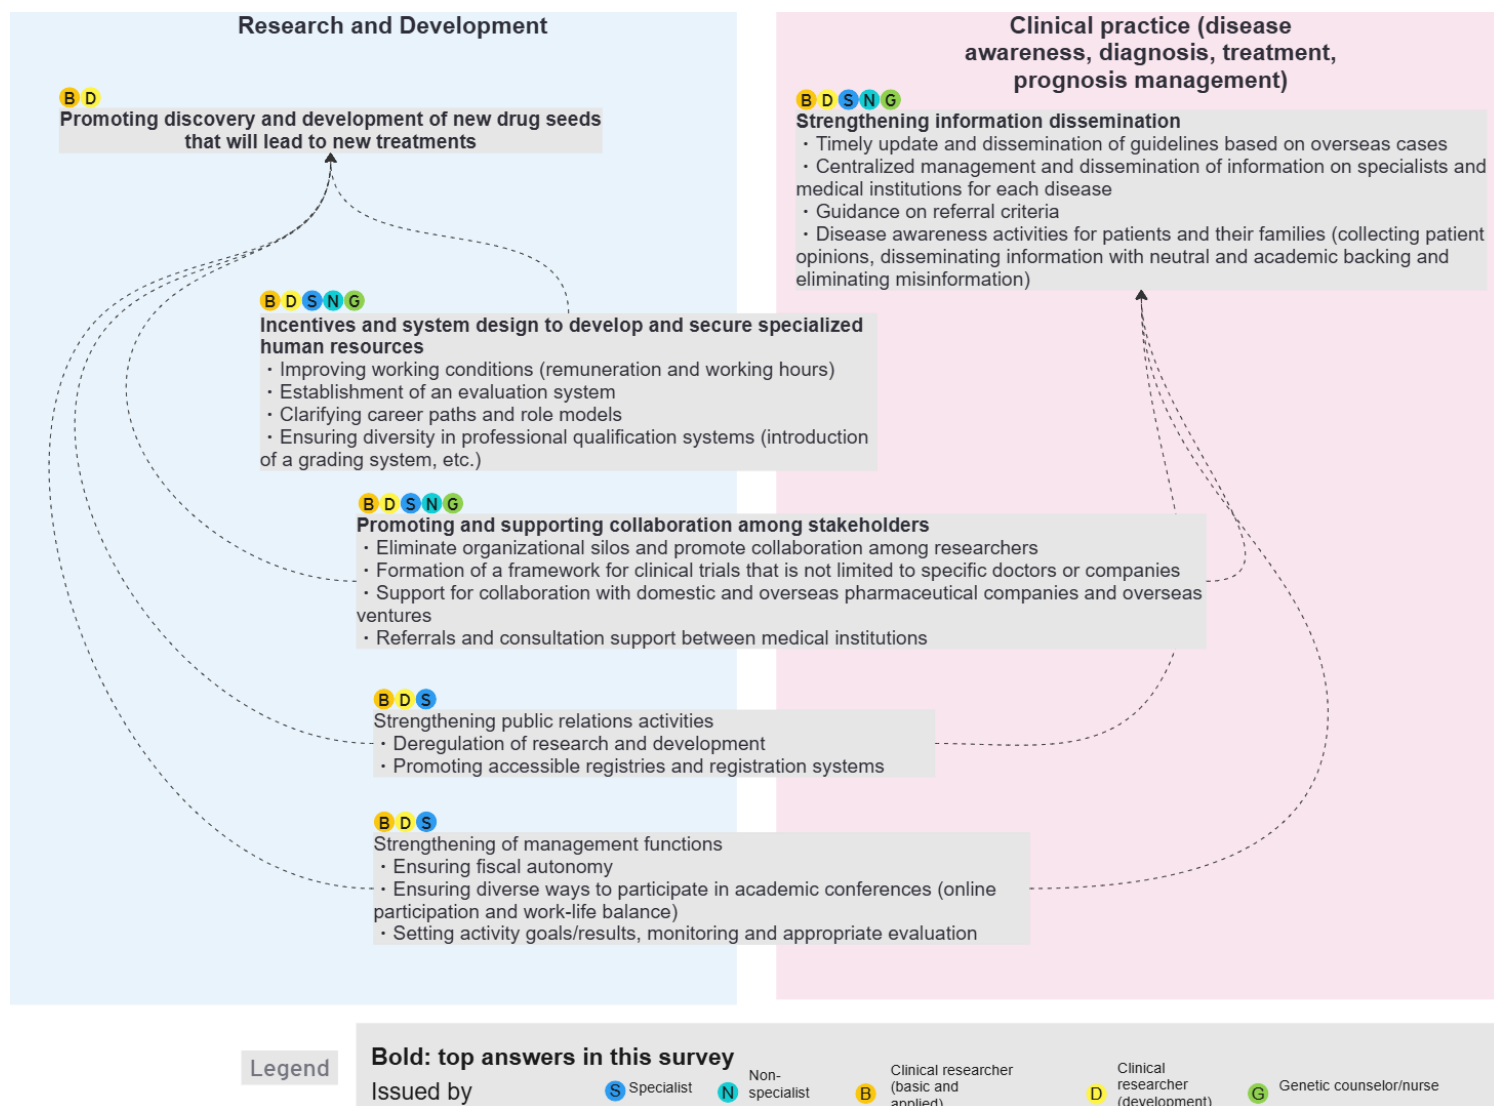 Research and Development
B D
Promoting discovery and development of new drug seeds
that will lead to new treatments
Clinical practice (disease
awareness, diagnosis, treatment,
prognosis management)
B D S N G
Strengthening information dissemination
・Timely update and dissemination of guidelines based on overseas cases
・Centralized management and dissemination of information on specialists and
medical institutions for each disease
・Guidance on referral criteria
・Disease awareness activities for patients and their families (collecting patient
opinions, disseminating information with neutral and academic backing and
eliminating misinformation)
B D S N G
Incentives and system design to develop and secure specialized
human resources
・Improving working conditions (remuneration and working hours)
・Establishment of an evaluation system
・Clarifying career paths and role models
・Ensuring diversity in professional qualification systems (introduction
of a grading system, etc.)
B D S N G
Promoting and supporting collaboration among stakeholders
・Eliminate organizational silos and promote collaboration among researchers
・Formation of a framework for clinical trials that is not limited to specific doctors or companies
・Support for collaboration with domestic and overseas pharmaceutical companies and overseas
ventures
・Referrals and consultation support between medical institutions
B D S
Strengthening public relations activities
・Deregulation of research and development
・Promoting accessible registries and registration systems
B D S
Strengthening of management functions
・Ensuring fiscal autonomy
・Ensuring diverse ways to participate in academic conferences (online
participation and work-life balance)
・Setting activity goals/results, monitoring and appropriate evaluation
Legend
Bold: top answers in this survey
Issued by
S Specialist
N Non-
specialist
B Clinical researcher
(basic and
applied)
D Clinical
researcher
(development)
G Genetic counselor/nurse